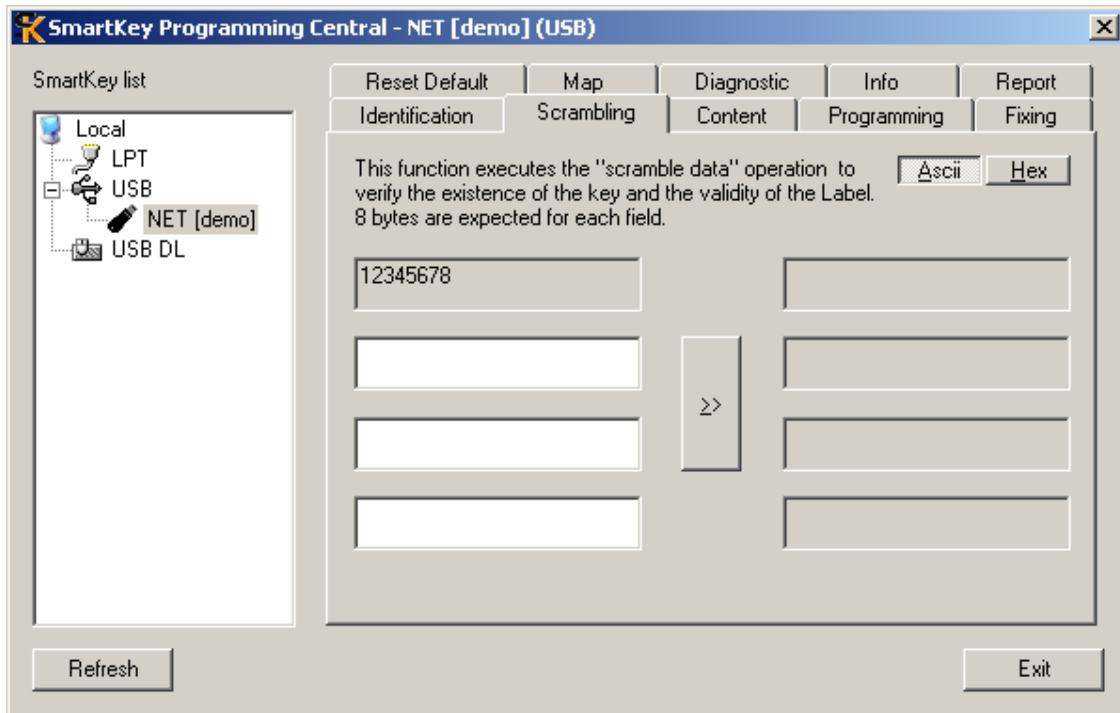 SmartKey Programming Central - NET [demo] (USB)
SmartKey list
Local
LPT
USB
NET [demo]
USB DL
Reset Default
Map
Diagnostic
Info
Report
Identification
Scrambling
Content
Programming
Fixing
This function executes the "scramble data" operation to
verify the existence of the key and the validity of the Label.
8 bytes are expected for each field.
Ascii
Hex
12345678
>>
Refresh
Exit